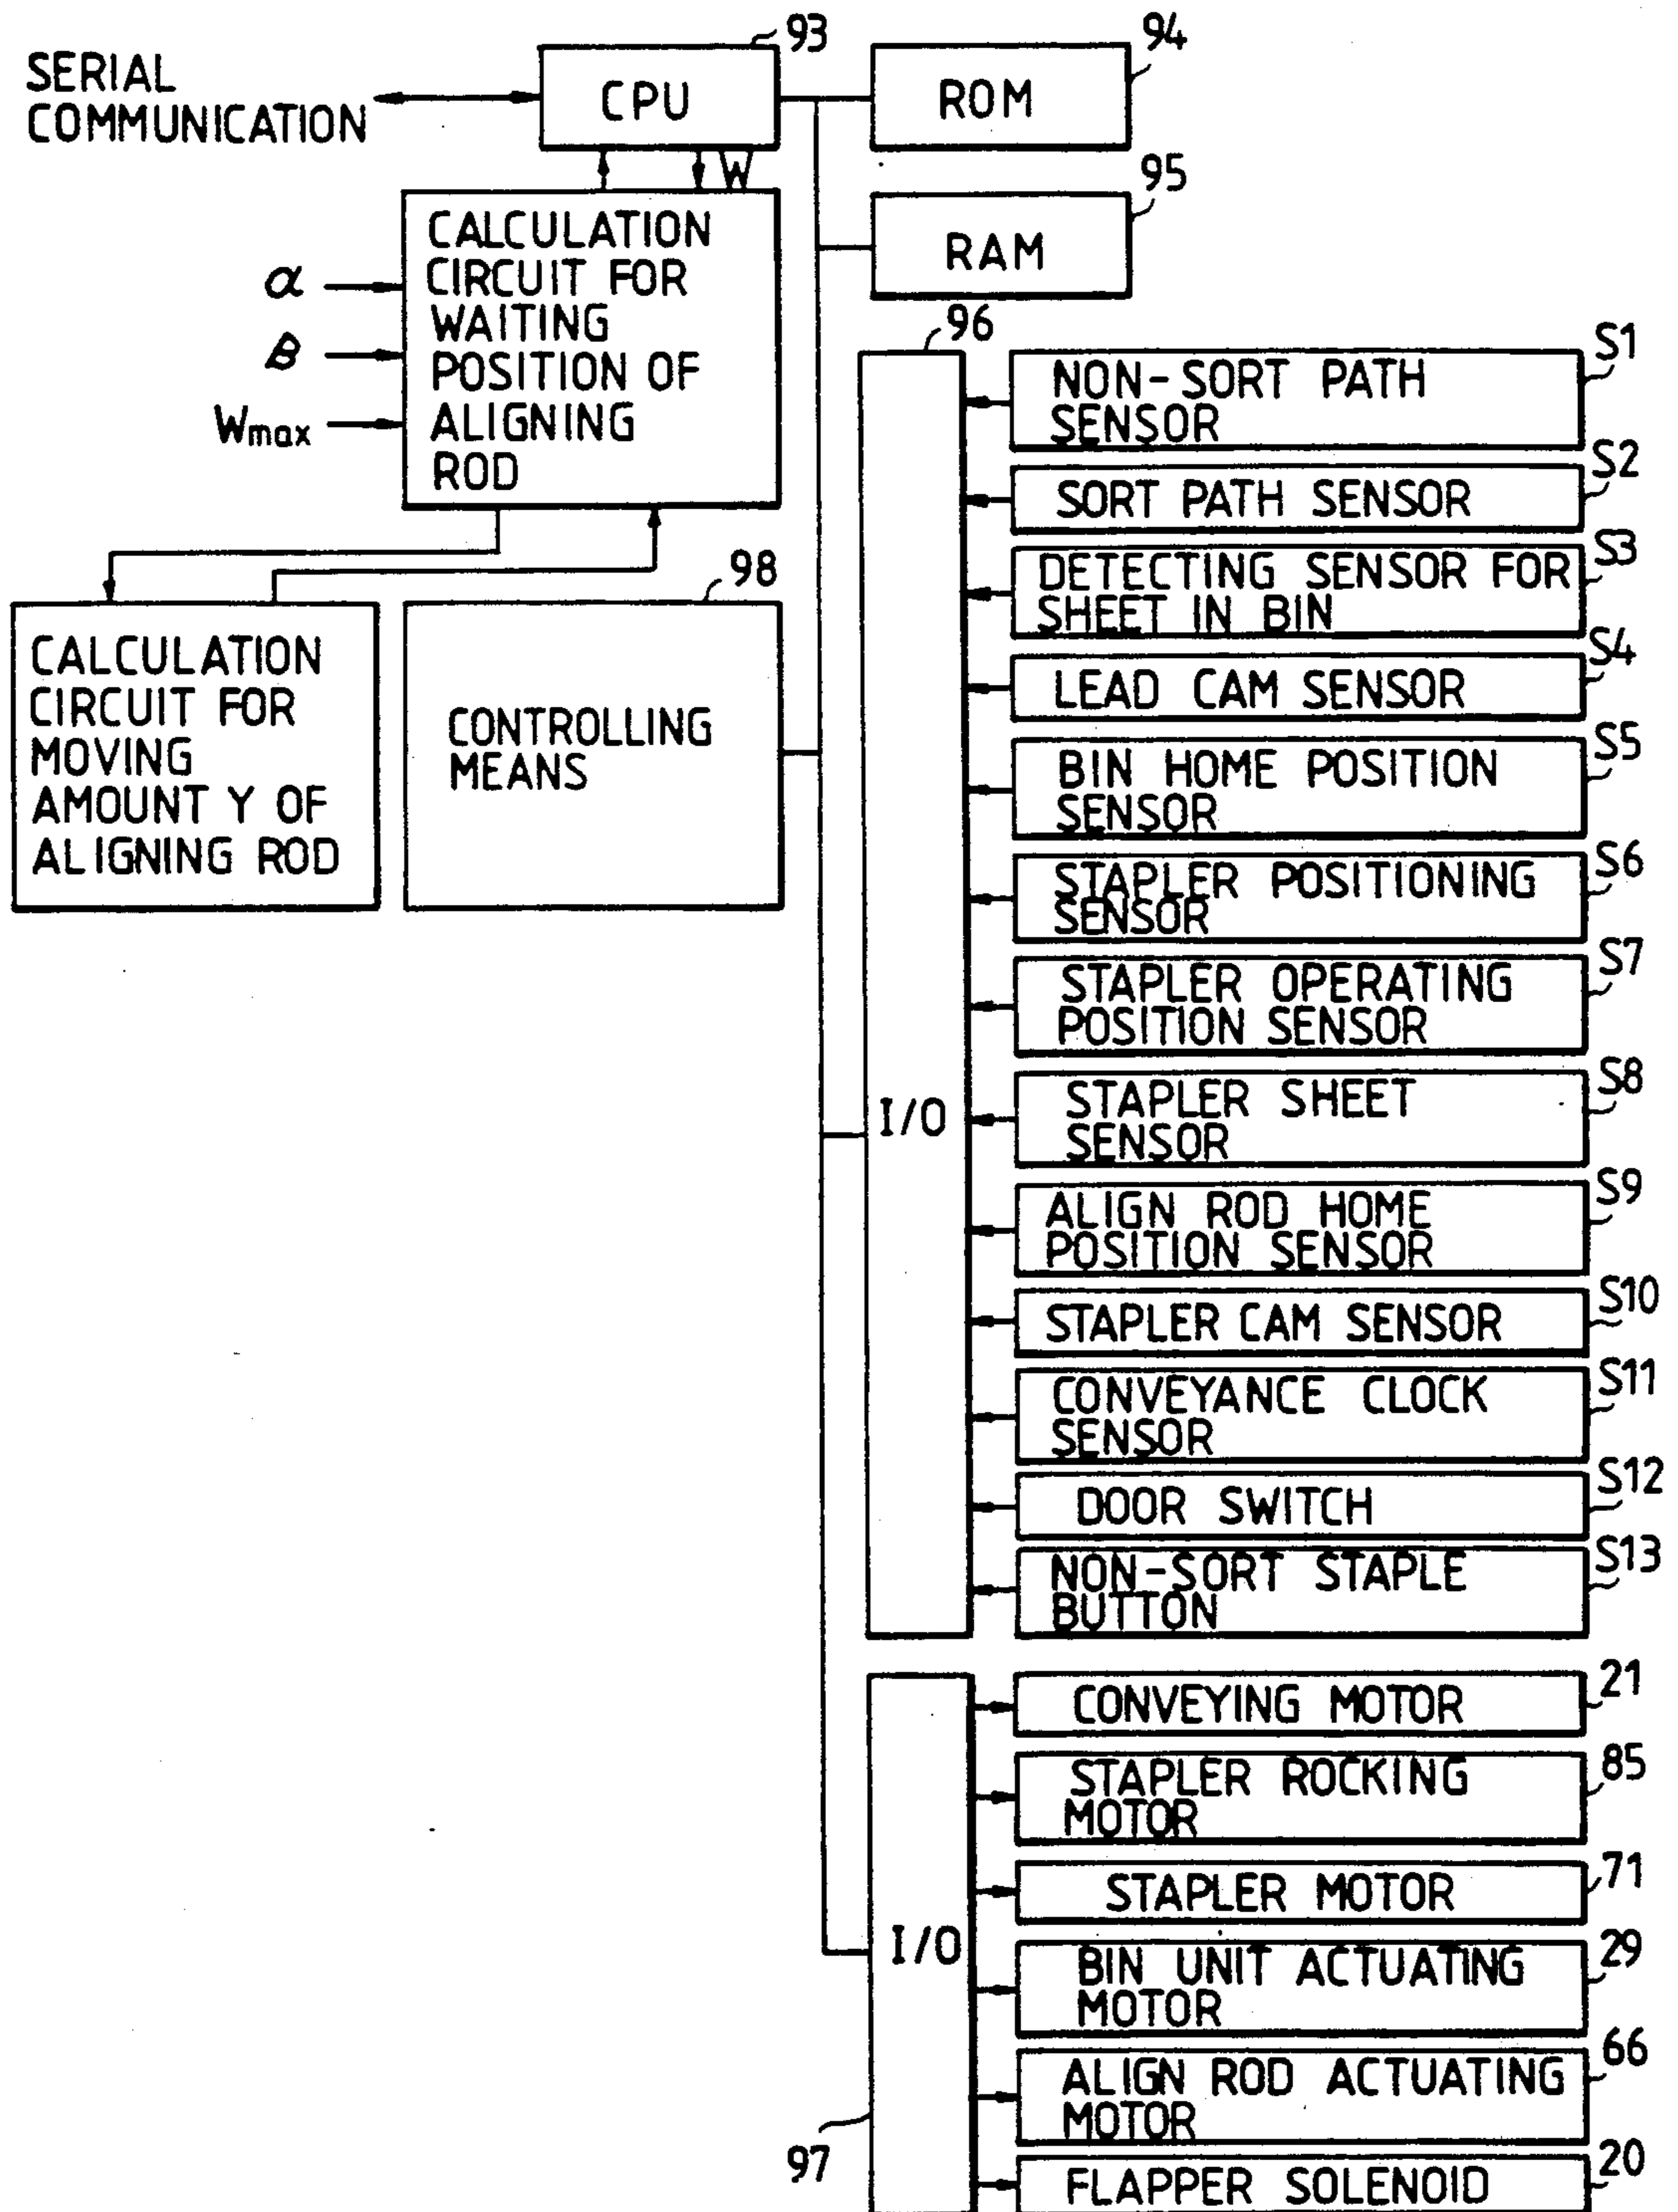 93
94
SERIAL
COMMUNICATION
CPU
ROM
W
95
RAM
CALCULATION
CIRCUIT FOR
WAITING
POSITION OF
ALIGNING
ROD
α
β
Wmax
98
CALCULATION
CIRCUIT FOR
MOVING
AMOUNT Y OF
ALIGNING ROD
CONTROLLING
MEANS
96
I/O
S1
NON-SORT PATH
SENSOR
S2
SORT PATH SENSOR
S3
DETECTING SENSOR FOR
SHEET IN BIN
S4
LEAD CAM SENSOR
S5
BIN HOME POSITION
SENSOR
S6
STAPLER POSITIONING
SENSOR
S7
STAPLER OPERATING
POSITION SENSOR
S8
STAPLER SHEET
SENSOR
S9
ALIGN ROD HOME
POSITION SENSOR
S10
STAPLER CAM SENSOR
S11
CONVEYANCE CLOCK
SENSOR
S12
DOOR SWITCH
S13
NON-SORT STAPLE
BUTTON
I/O
97
21
CONVEYING MOTOR
85
STAPLER ROCKING
MOTOR
71
STAPLER MOTOR
29
BIN UNIT ACTUATING
MOTOR
66
ALIGN ROD ACTUATING
MOTOR
20
FLAPPER SOLENOID